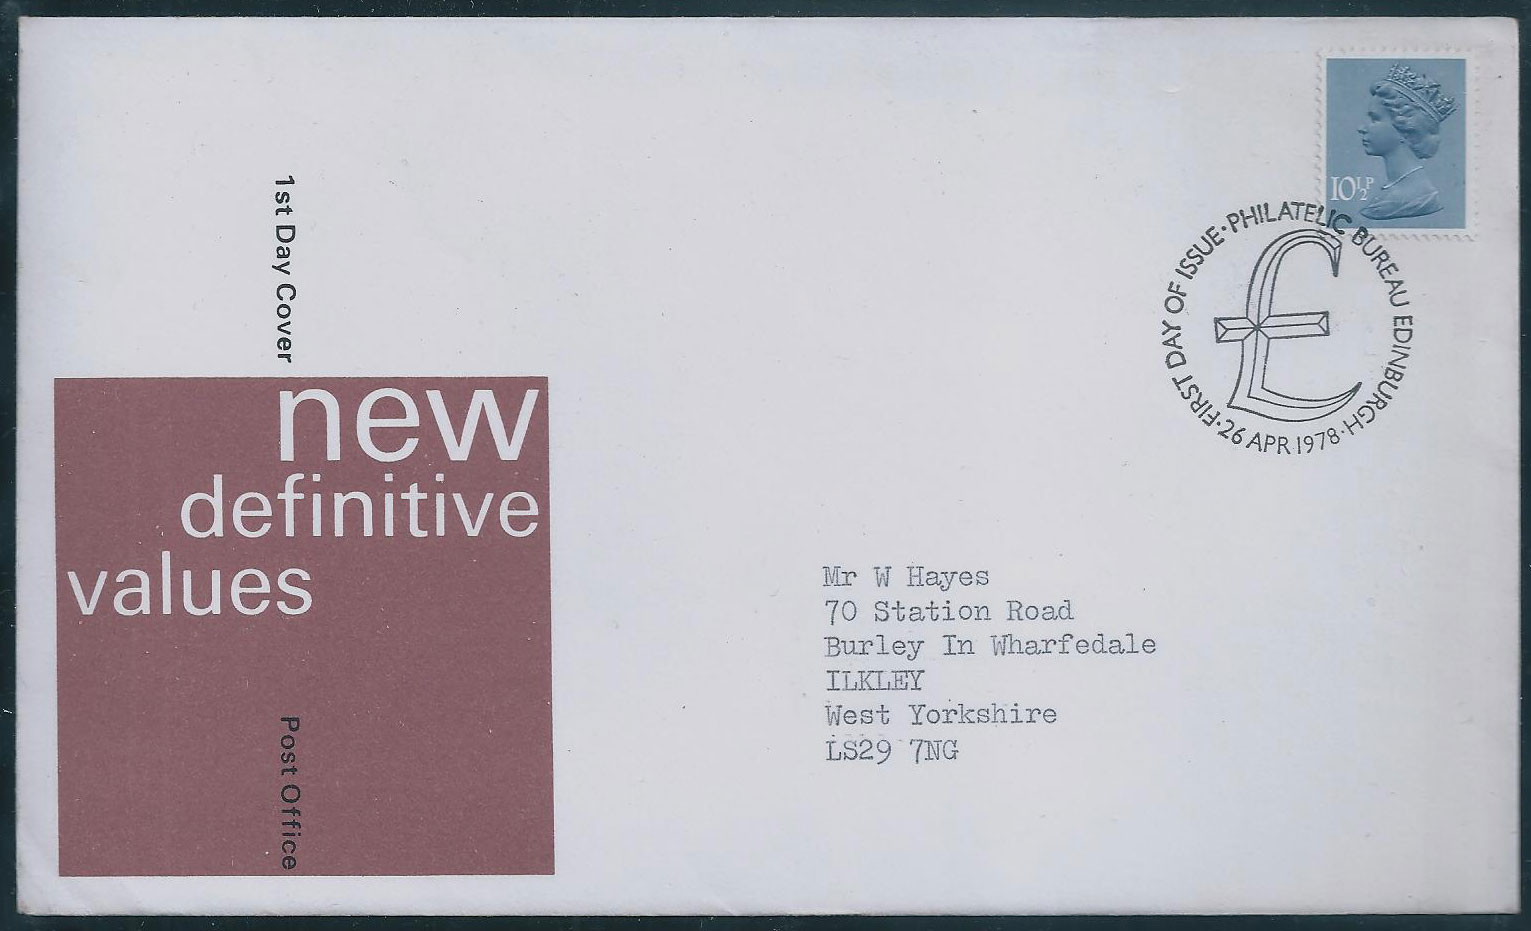 1st Day Cover
new
definitive
values
Post Office
10½P
FIRST DAY OF ISSUE · PHILATELIC BUREAU EDINBURGH ·
26 APR 1978 ·
£
Mr W Hayes
70 Station Road
Burley In Wharfedale
ILKLEY
West Yorkshire
LS29 7NG